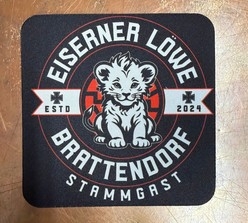 EISERNER LÖWE
ESTD 2024
BRATTENDORF
STAMMGAST